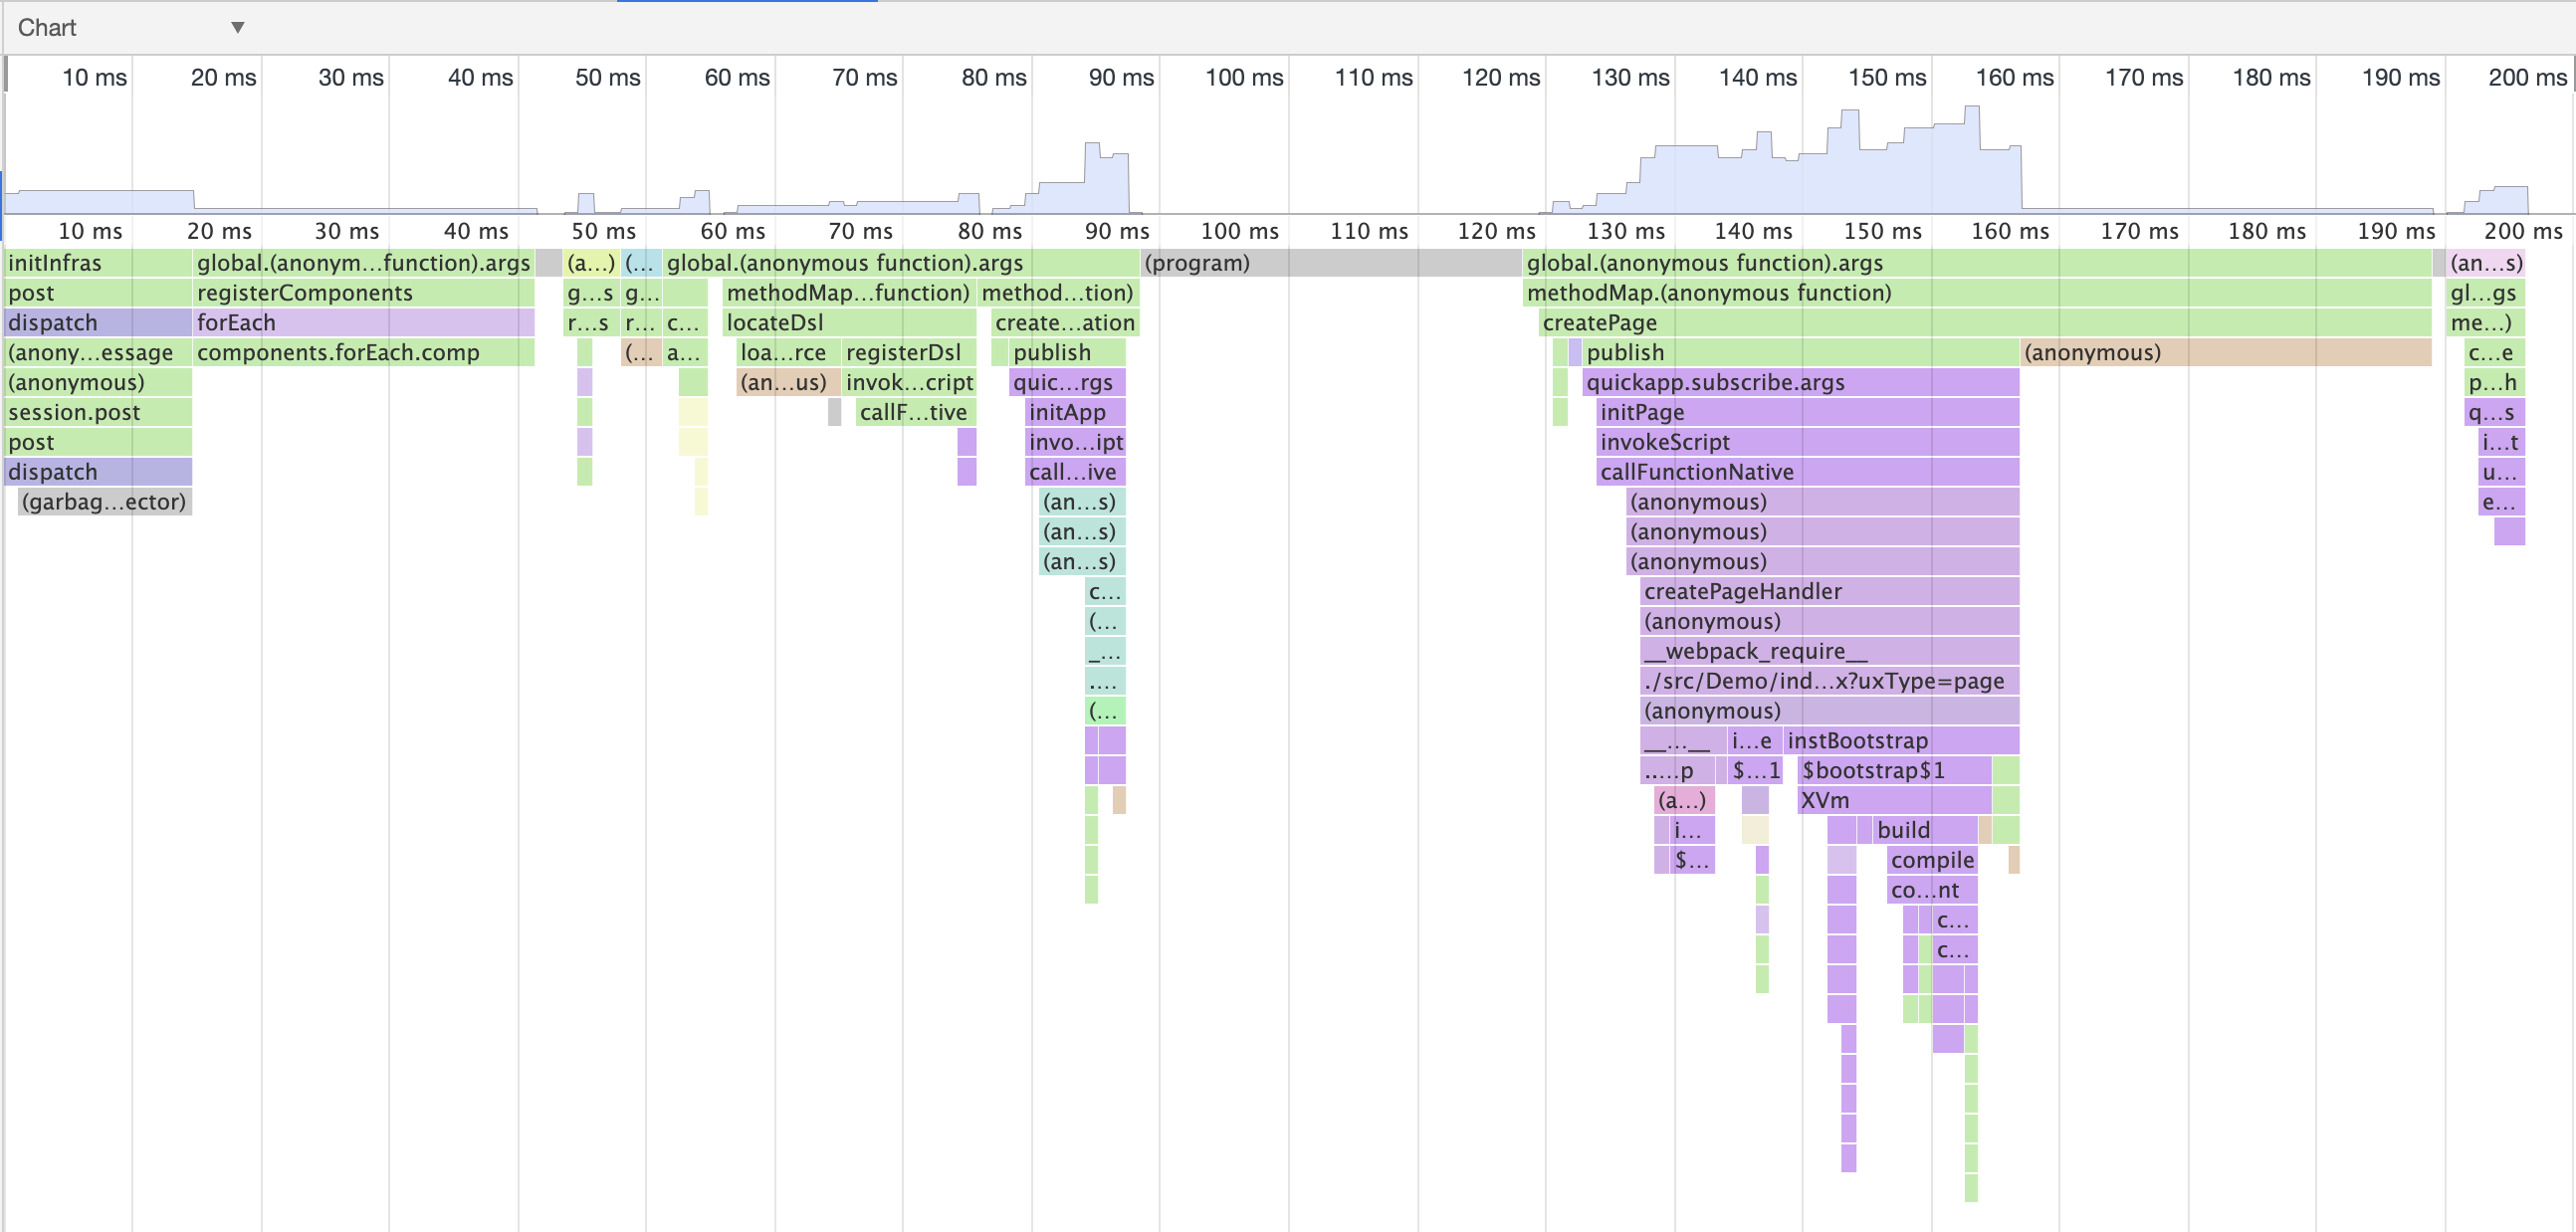 Chart ▼
10 ms 20 ms 30 ms 40 ms 50 ms 60 ms 70 ms 80 ms 90 ms 100 ms 110 ms 120 ms 130 ms 140 ms 150 ms 160 ms 170 ms 180 ms 190 ms 200 ms
10 ms 20 ms 30 ms 40 ms 50 ms 60 ms 70 ms 80 ms 90 ms 100 ms 110 ms 120 ms 130 ms 140 ms 150 ms 160 ms 170 ms 180 ms 190 ms 200 ms
initInfras global.(anonym…function).args (a…) (… global.(anonymous function).args (program) global.(anonymous function).args (an…s)
post registerComponents g…s g… methodMap…function) method…tion) methodMap.(anonymous function) gl…gs
dispatch forEach r…s r… c… locateDsl create…ation createPage me…)
(anony…essage components.forEach.comp (… a… loa…rce registerDsl publish publish (anonymous) c…e
(anonymous) (an…us) invok…cript quic…rgs quickapp.subscribe.args p…h
session.post callF…tive initApp initPage q…s
post invo…ipt invokeScript i…t
dispatch call…ive callFunctionNative u…
(garbag…ector) (an…s) (anonymous) e…
(an…s) (anonymous)
(an…s) (anonymous)
c… createPageHandler
(… (anonymous)
_… __webpack_require__
.… ./src/Demo/ind…x?uxType=page
(… (anonymous)
__…__ i…e instBootstrap
..…p $…1 $bootstrap$1
(a…) XVm
i… build
$… compile
co…nt
c…
c…